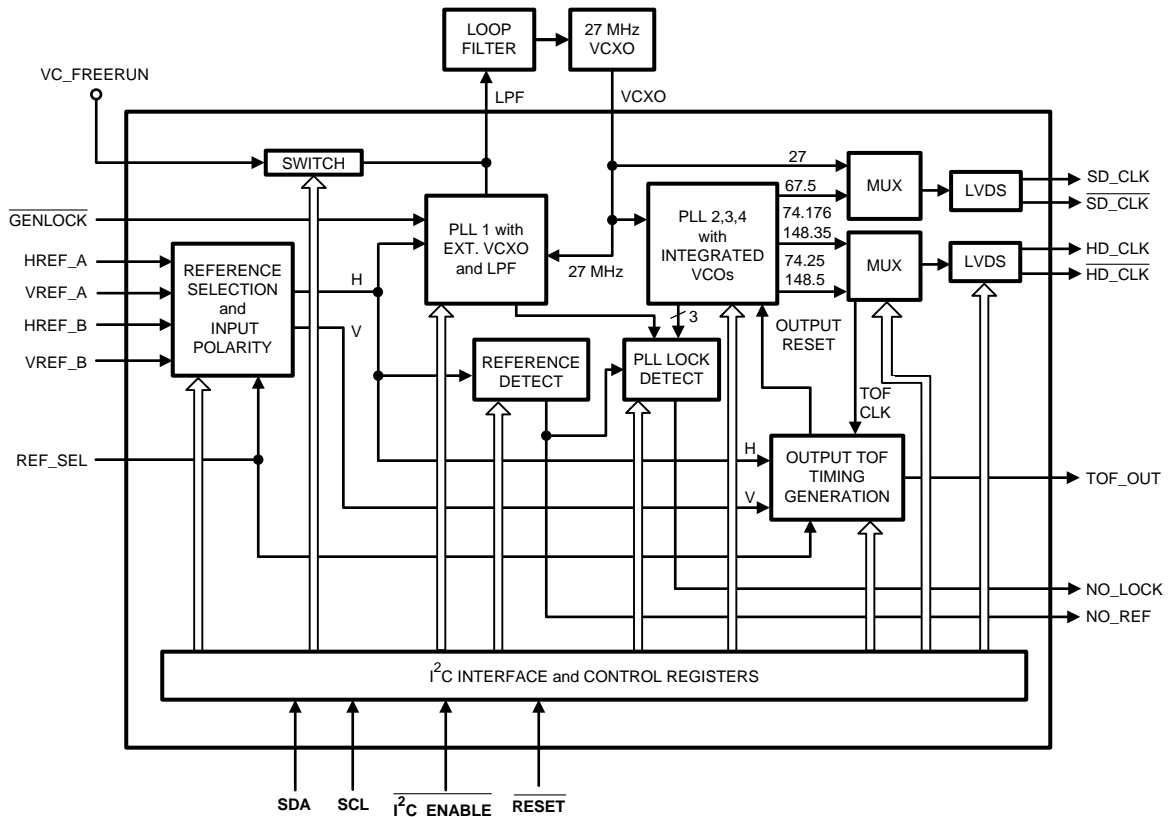 LOOP
FILTER
27 MHz
VCXO
VC_FREERUN
LPF
VCXO
SWITCH
27
MUX
LVDS
SD_CLK
SD_CLK
67.5
GENLOCK
PLL 1 with
EXT. VCXO
and LPF
PLL 2,3,4
with
INTEGRATED
VCOs
74.176
148.35
74.25
148.5
MUX
LVDS
HD_CLK
HD_CLK
HREF_A
VREF_A
HREF_B
VREF_B
REFERENCE
SELECTION
and
INPUT
POLARITY
H
V
27 MHz
3
OUTPUT
RESET
REFERENCE
DETECT
PLL LOCK
DETECT
TOF
CLK
REF_SEL
H
V
OUTPUT TOF
TIMING
GENERATION
TOF_OUT
NO_LOCK
NO_REF
I2C INTERFACE and CONTROL REGISTERS
SDA
SCL
I2C_ENABLE
RESET